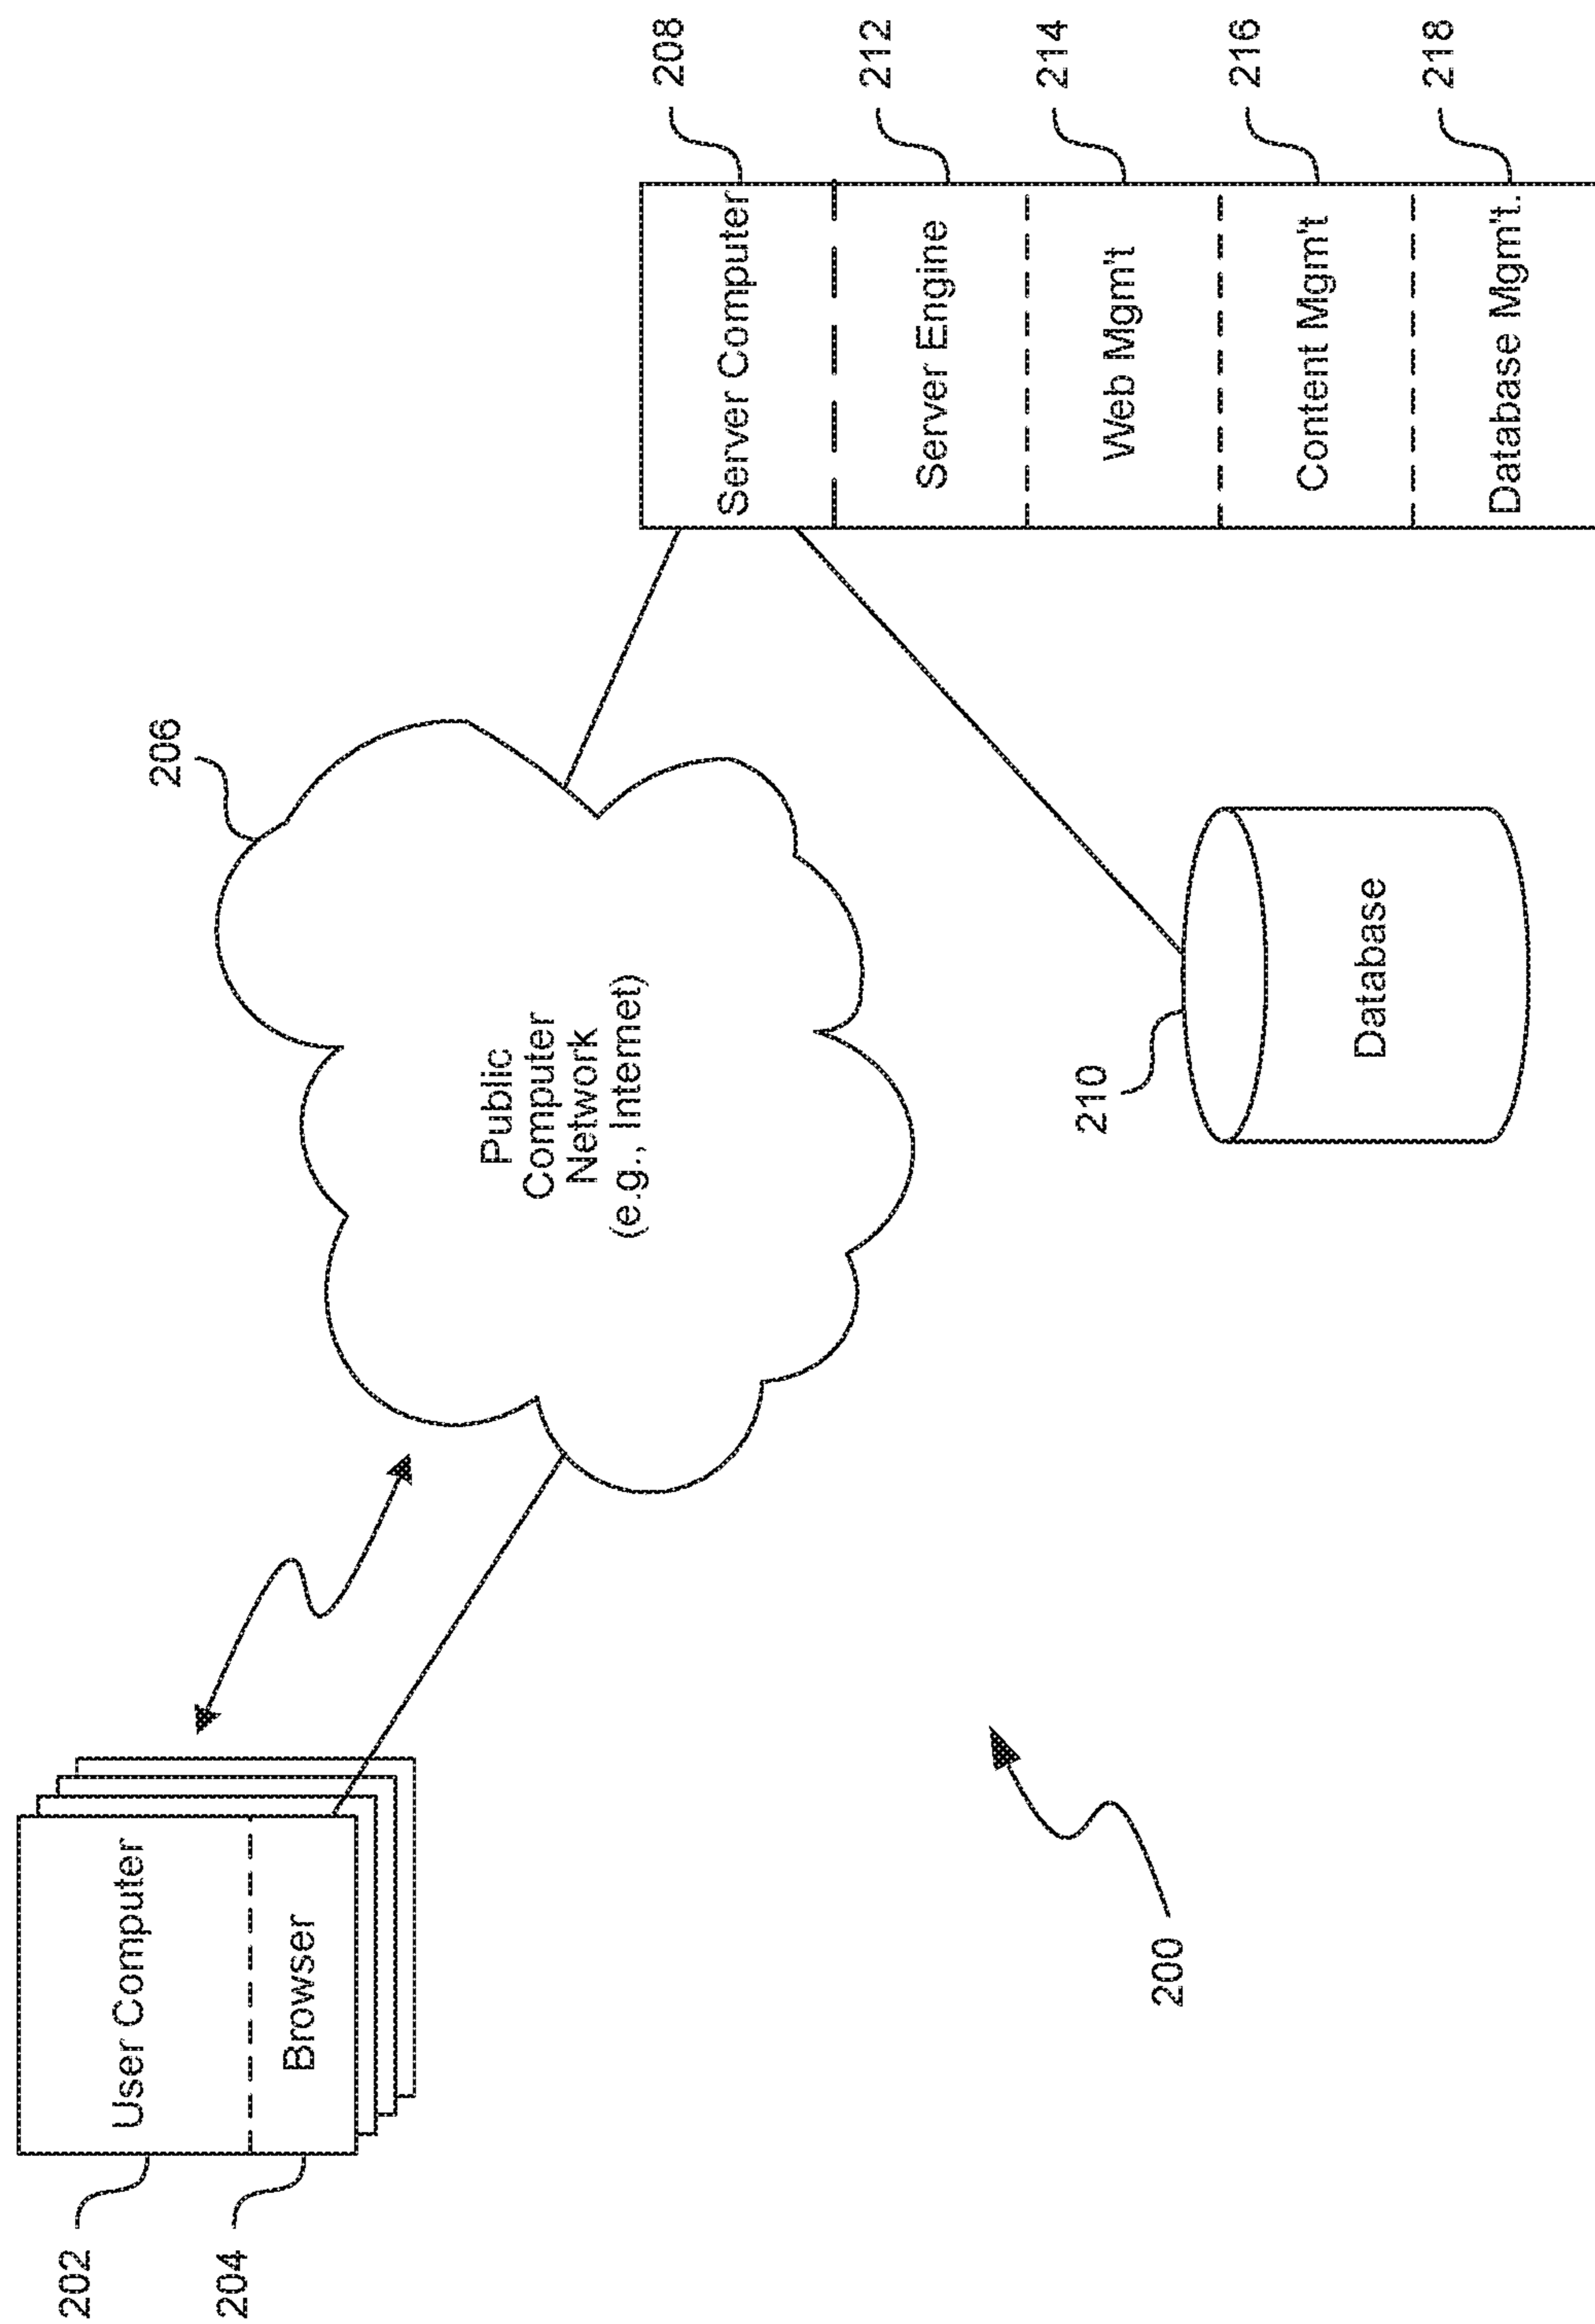 202
User Computer
204
Browser
206
Public
Computer
Network
(e.g., Internet)
208
Server Computer
212
Server Engine
214
Web Mgm't
216
Content Mgm't
218
Database Mgm't.
210
Database
200